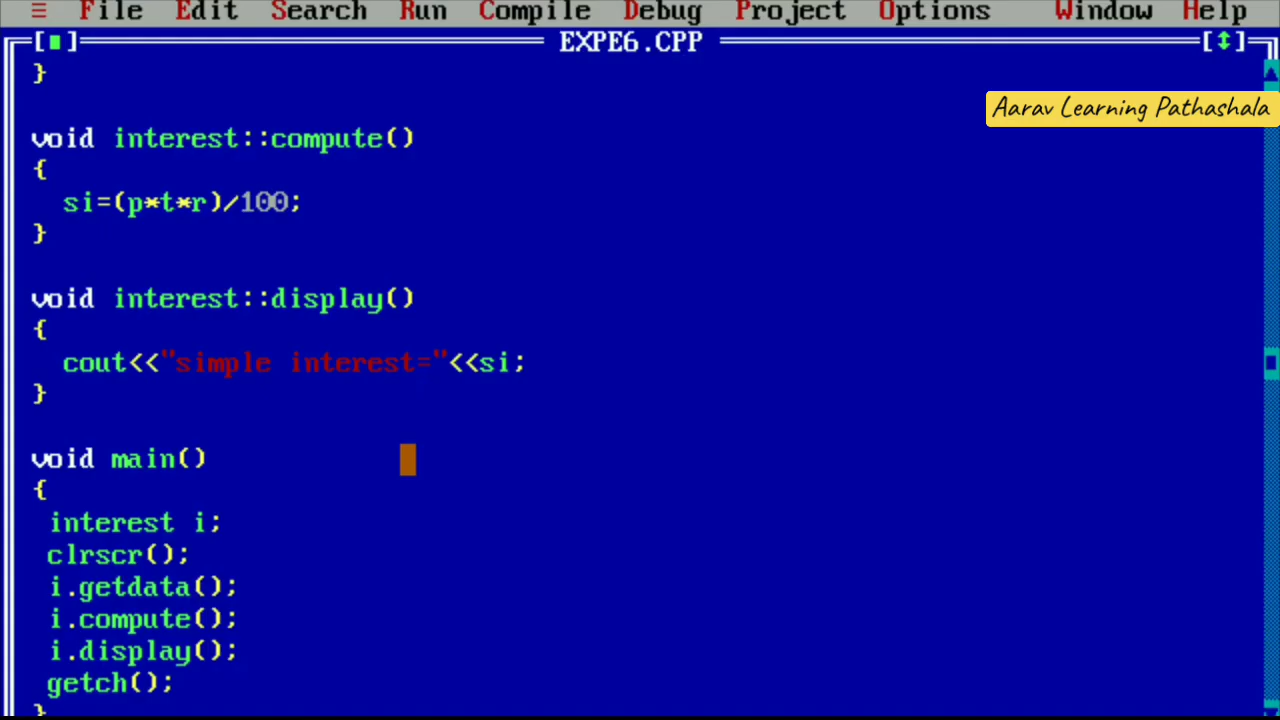 ≡ File Edit Search Run Compile Debug Project Options Window Help
[■] EXPE6.CPP [↕]
}
Aarav Learning Pathashala
void interest::compute()
{
si=(p*t*r)/100;
}
void interest::display()
{
cout<<"simple interest="<<si;
}
void main()
{
interest i;
clrscr();
i.getdata();
i.compute();
i.display();
getch();
}